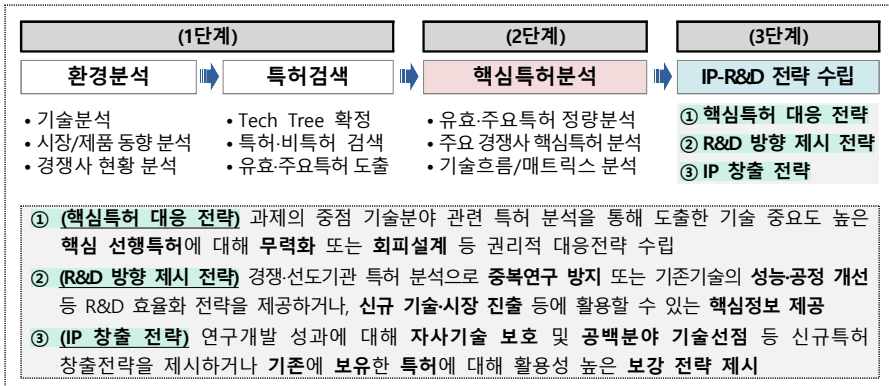 (1단계) (2단계) (3단계)
환경분석 특허검색 핵심특허분석 IP-R&D 전략 수립
• 기술분석
• 시장/제품 동향 분석
• 경쟁사 현황 분석
• Tech Tree 확정
• 특허·비특허 검색
• 유효·주요특허 도출
• 유효·주요특허 정량분석
• 주요 경쟁사 핵심특허 분석
• 기술흐름/매트릭스 분석
① 핵심특허 대응 전략
② R&D 방향 제시 전략
③ IP 창출 전략
① (핵심특허 대응 전략) 과제의 중점 기술분야 관련 특허 분석을 통해 도출한 기술 중요도 높은
핵심 선행특허에 대해 무력화 또는 회피설계 등 권리적 대응전략 수립
② (R&D 방향 제시 전략) 경쟁·선도기관 특허 분석으로 중복연구 방지 또는 기존기술의 성능·공정 개선
등 R&D 효율화 전략을 제공하거나, 신규 기술·시장 진출 등에 활용할 수 있는 핵심정보 제공
③ (IP 창출 전략) 연구개발 성과에 대해 자사기술 보호 및 공백분야 기술선점 등 신규특허
창출전략을 제시하거나 기존에 보유한 특허에 대해 활용성 높은 보강 전략 제시